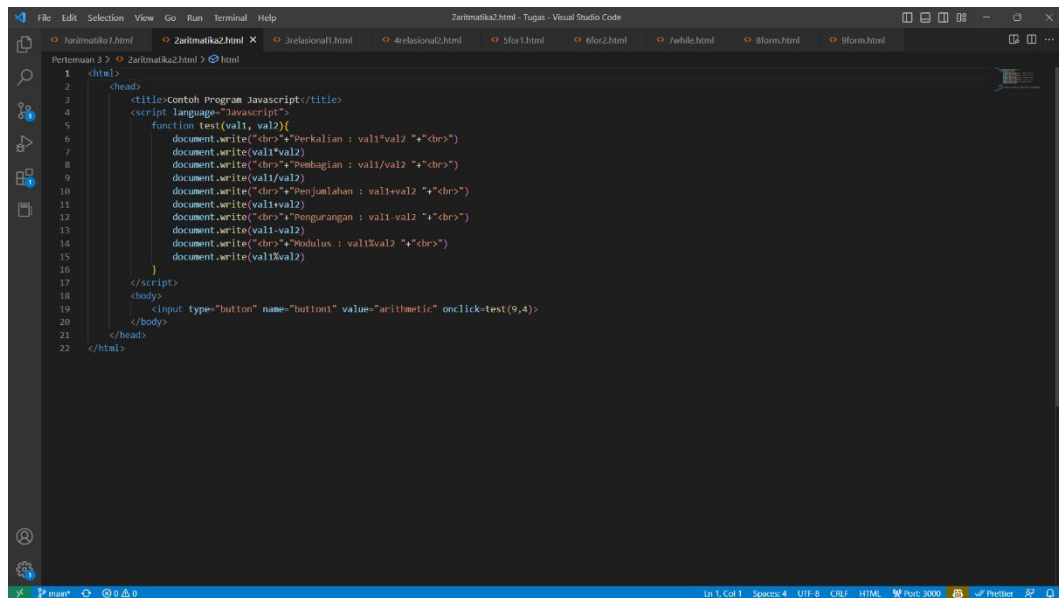 File Edit Selection View Go Run Terminal Help 2aritmatika2.html - Tugas - Visual Studio Code
1aritmatika1.html 2aritmatika2.html 3relasional1.html 4relasional2.html 5for1.html 6for2.html 7while.html 8form.html 9form.html
Pertemuan 3 > 2aritmatika2.html > html
1 <html>
2 <head>
3 <title>Contoh Program Javascript</title>
4 <script language="Javascript">
5 function test(val1, val2){
6 document.write("<br>"+"Perkalian : val1*val2 "+"<br>")
7 document.write(val1*val2)
8 document.write("<br>"+"Pembagian : val1/val2 "+"<br>")
9 document.write(val1/val2)
10 document.write("<br>"+"Penjumlahan : val1+val2 "+"<br>")
11 document.write(val1+val2)
12 document.write("<br>"+"Pengurangan : val1-val2 "+"<br>")
13 document.write(val1-val2)
14 document.write("<br>"+"Modulus : val1%val2 "+"<br>")
15 document.write(val1%val2)
16 }
17 </script>
18 <body>
19 <input type="button" name="button1" value="arithmetic" onclick=test(9,4)>
20 </body>
21 </head>
22 </html>
main* 0 0 Ln 1, Col 1 Spaces: 4 UTF-8 CRLF HTML Port: 3000 Prettier